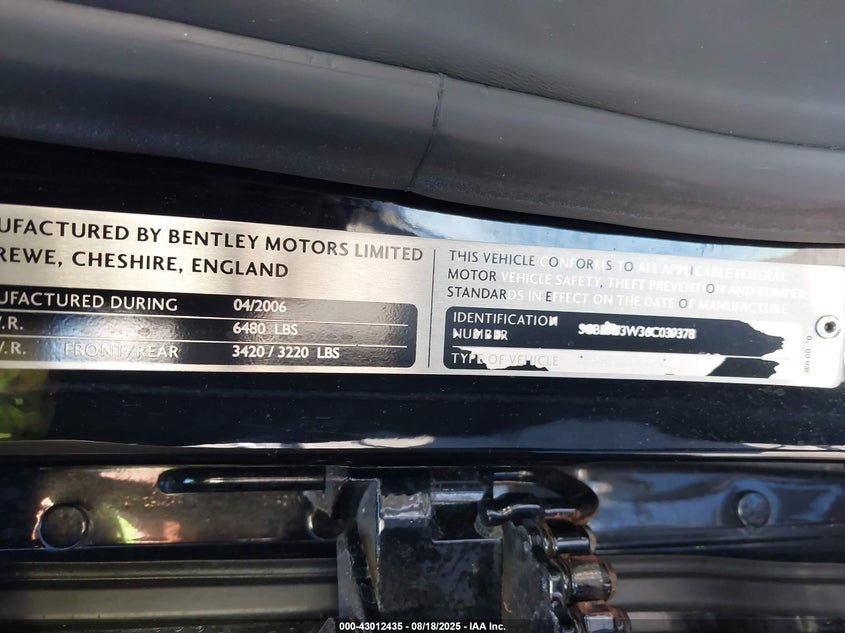 UFACTURED BY BENTLEY MOTORS LIMITED
REWE, CHESHIRE, ENGLAND
UFACTURED DURING 04/2006
.W.R. 6480 LBS
W.R. FRONT/REAR 3420 / 3220 LBS
THIS VEHICLE CONFORMS TO ALL APPLICABLE FEDERAL
MOTOR VEHICLE SAFETY, THEFT PREVENTION AND BUMPER
STANDARDS IN EFFECT ON THE DATE OF MANUFACTURE
IDENTIFICATION
NUMBER
TYPE OF VEHICLE
000-43012435 - 08/18/2025 - IAA Inc.